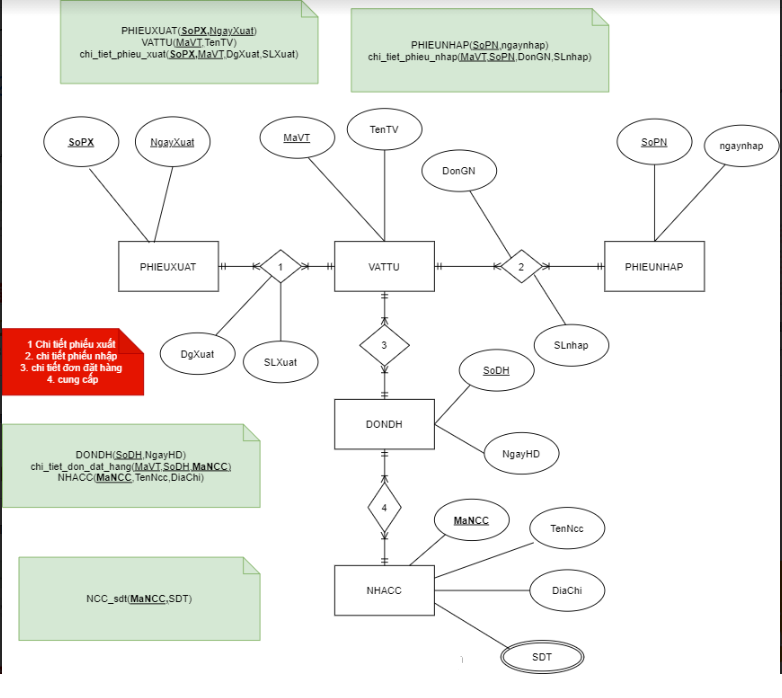 PHIEUXUAT(SoPX,NgayXuat)
VATTU(MaVT,TenTV)
chi_tiet_phieu_xuat(SoPX,MaVT,DgXuat,SLXuat)
PHIEUNHAP(SoPN,ngaynhap)
chi_tiet_phieu_nhap(MaVT,SoPN,DonGN,SLnhap)
SoPX
NgayXuat
MaVT
TenTV
DonGN
SoPN
ngaynhap
PHIEUXUAT
1
VATTU
2
PHIEUNHAP
1 Chi tiết phiếu xuất
2. chi tiết phiếu nhập
3. chi tiết đơn đặt hàng
4. cung cấp
DgXuat
SLXuat
3
SLnhap
SoDH
DONDH
NgayHD
DONDH(SoDH,NgayHD)
chi_tiet_don_dat_hang(MaVT,SoDH,MaNCC)
NHACC(MaNCC,TenNcc,DiaChi)
4
MaNCC
TenNcc
NHACC
DiaChi
NCC_sdt(MaNCC,SDT)
SDT